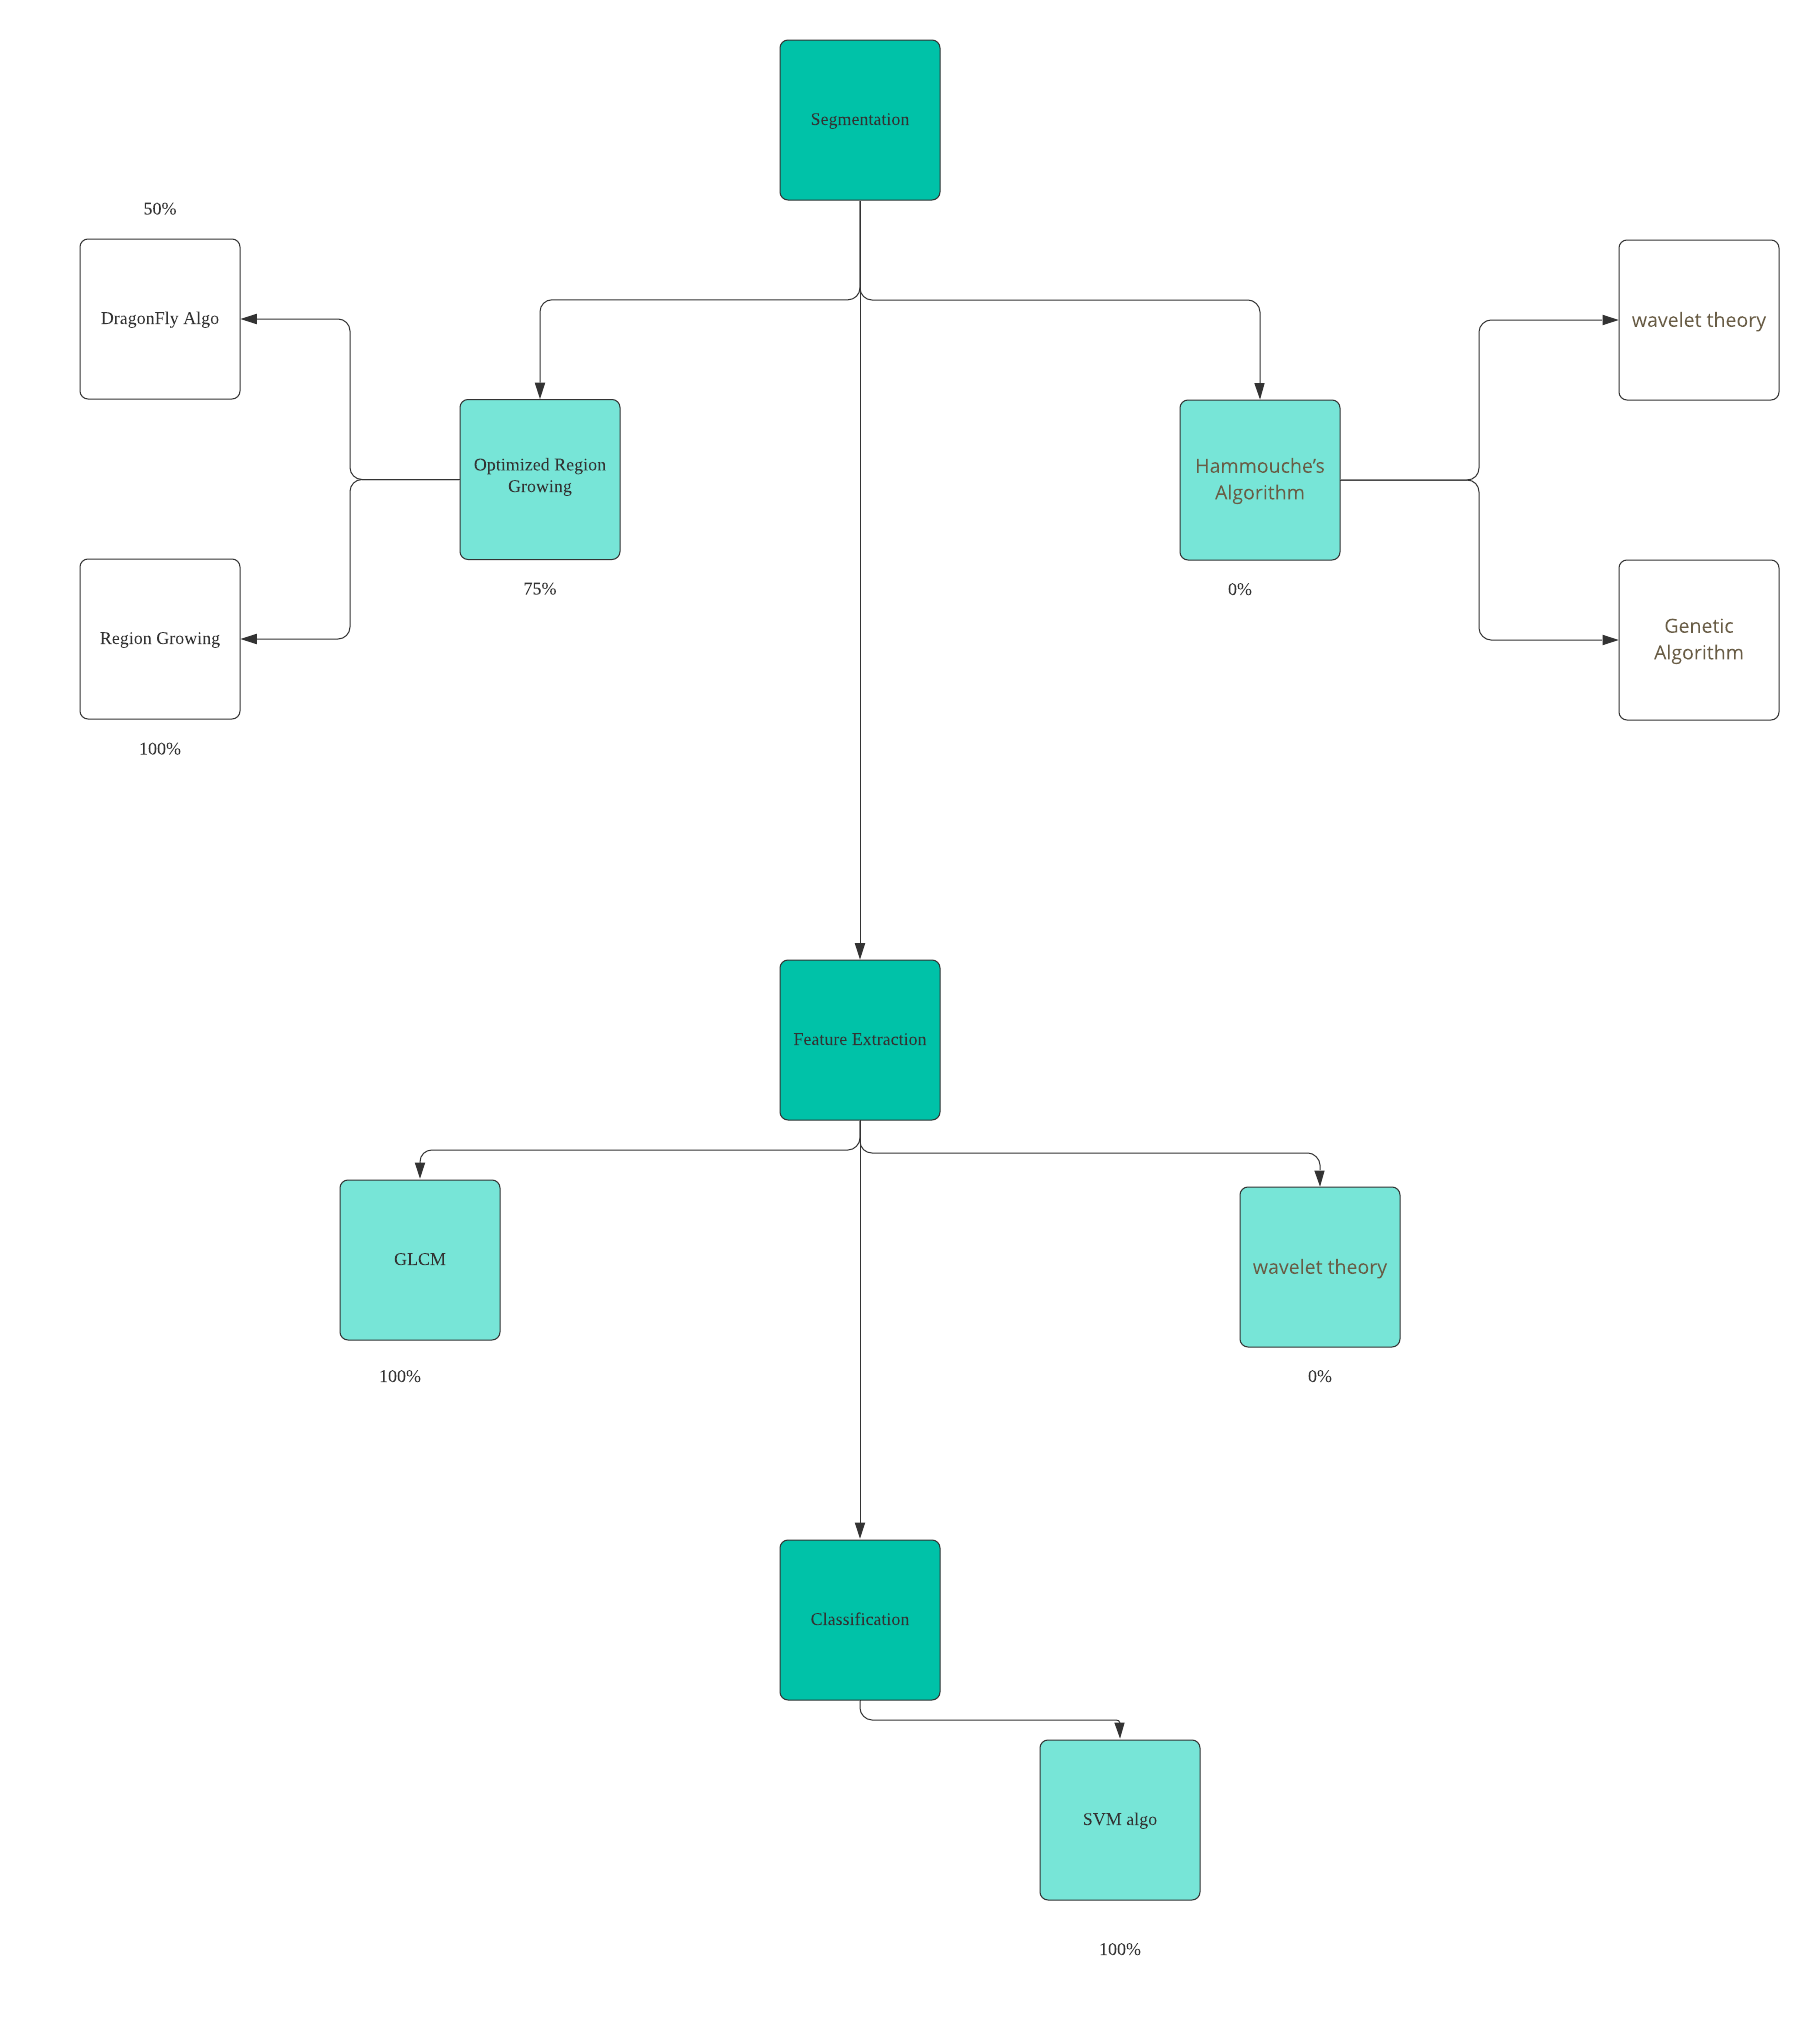 Segmentation
50%
DragonFly Algo
wavelet theory
Optimized Region
Growing
Hammouche’s
Algorithm
75%
0%
Region Growing
Genetic
Algorithm
100%
Feature Extraction
GLCM
wavelet theory
100%
0%
Classification
SVM algo
100%